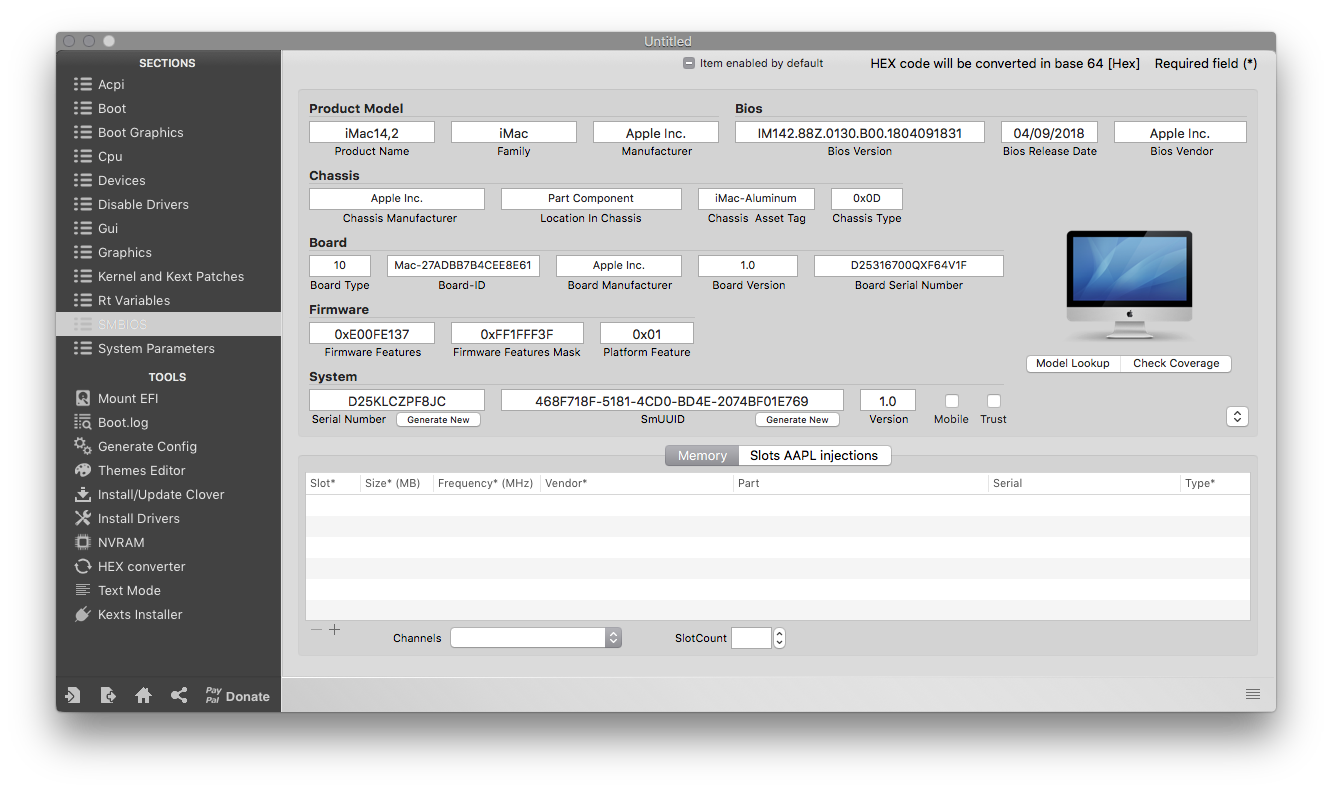 Untitled
SECTIONS
Acpi
Boot
Boot Graphics
Cpu
Devices
Disable Drivers
Gui
Graphics
Kernel and Kext Patches
Rt Variables
SMBIOS
System Parameters
TOOLS
Mount EFI
Boot.log
Generate Config
Themes Editor
Install/Update Clover
Install Drivers
NVRAM
HEX converter
Text Mode
Kexts Installer
Pay Pal Donate
Item enabled by default HEX code will be converted in base 64 [Hex] Required field (*)
Product Model Bios
iMac14,2 iMac Apple Inc. IM142.88Z.0130.B00.1804091831 04/09/2018 Apple Inc.
Product Name Family Manufacturer Bios Version Bios Release Date Bios Vendor
Chassis
Apple Inc. Part Component iMac-Aluminum 0x0D
Chassis Manufacturer Location In Chassis Chassis Asset Tag Chassis Type
Board
10 Mac-27ADBB7B4CEE8E61 Apple Inc. 1.0 D25316700QXF64V1F
Board Type Board-ID Board Manufacturer Board Version Board Serial Number
Firmware
0xE00FE137 0xFF1FFF3F 0x01
Firmware Features Firmware Features Mask Platform Feature
Model Lookup Check Coverage
System
D25KLCZPF8JC 468F718F-5181-4CD0-BD4E-2074BF01E769 1.0
Serial Number Generate New SmUUID Generate New Version Mobile Trust
Memory Slots AAPL injections
Slot* Size* (MB) Frequency* (MHz) Vendor* Part Serial Type*
Channels SlotCount